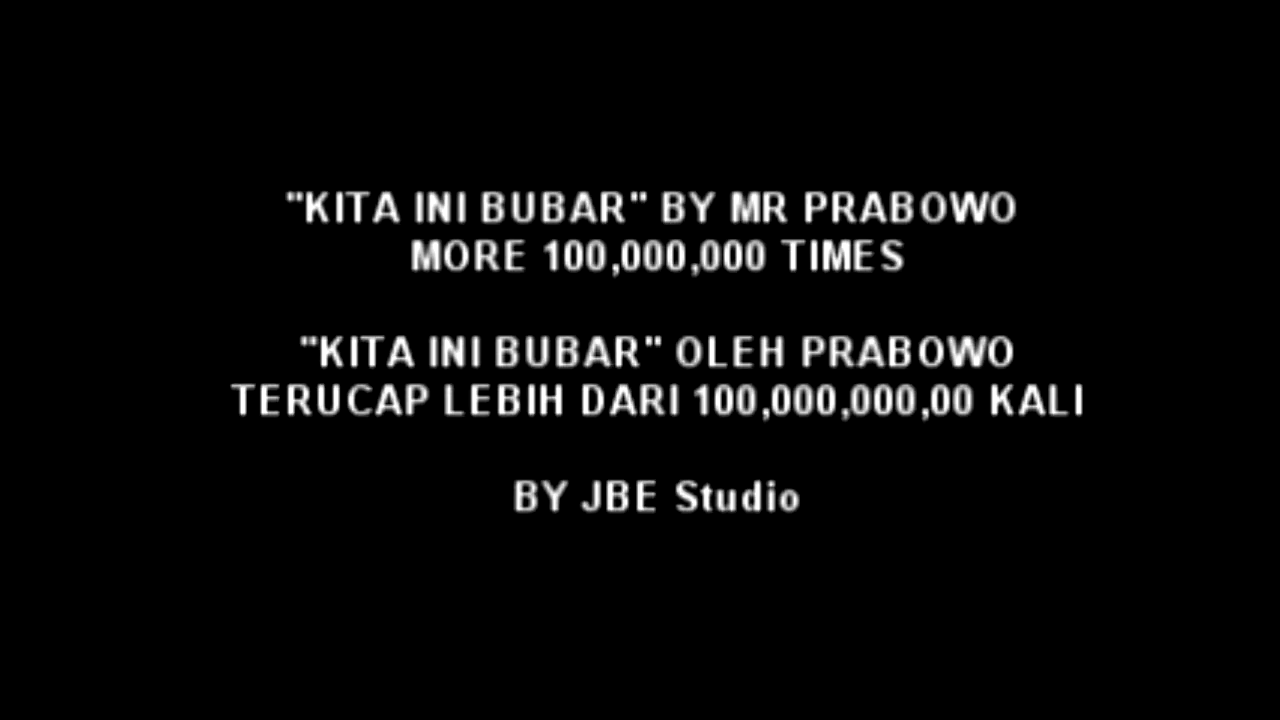 "KITA INI BUBAR" BY MR PRABOWO
MORE 100,000,000 TIMES
"KITA INI BUBAR" OLEH PRABOWO
TERUCAP LEBIH DARI 100,000,000,00 KALI
BY JBE Studio